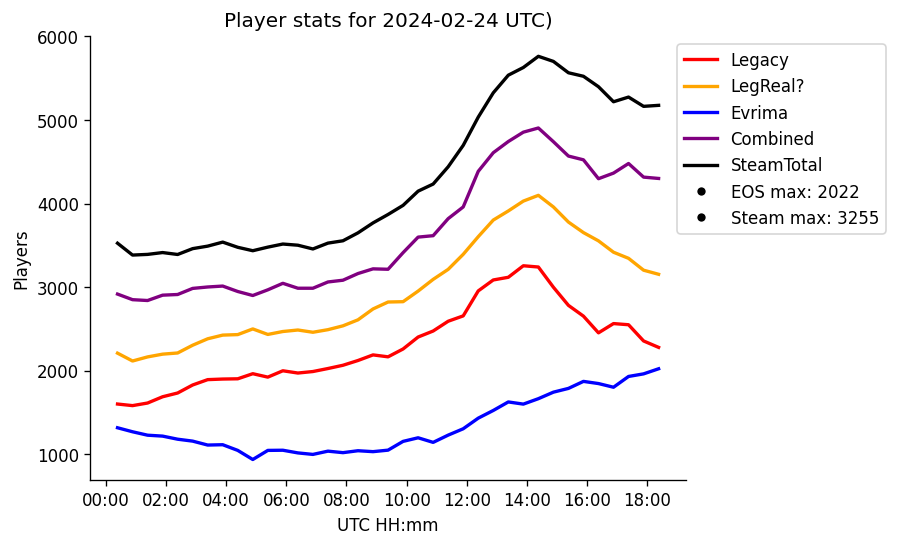 Player stats for 2024-02-24 UTC)
6000
5000
4000
3000
2000
1000
Players
00:00 02:00 04:00 06:00 08:00 10:00 12:00 14:00 16:00 18:00
UTC HH:mm
Legacy
LegReal?
Evrima
Combined
SteamTotal
EOS max: 2022
Steam max: 3255